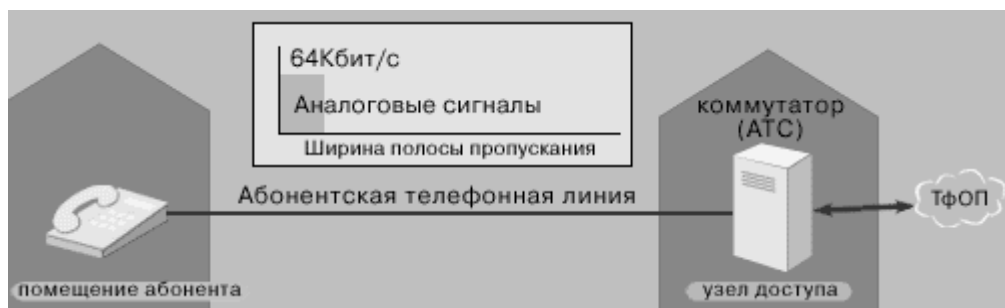 64Кбит/с
Аналоговые сигналы
Ширина полосы пропускания
коммутатор
(АТС)
Абонентская телефонная линия
ТфОП
помещение абонента
узел доступа